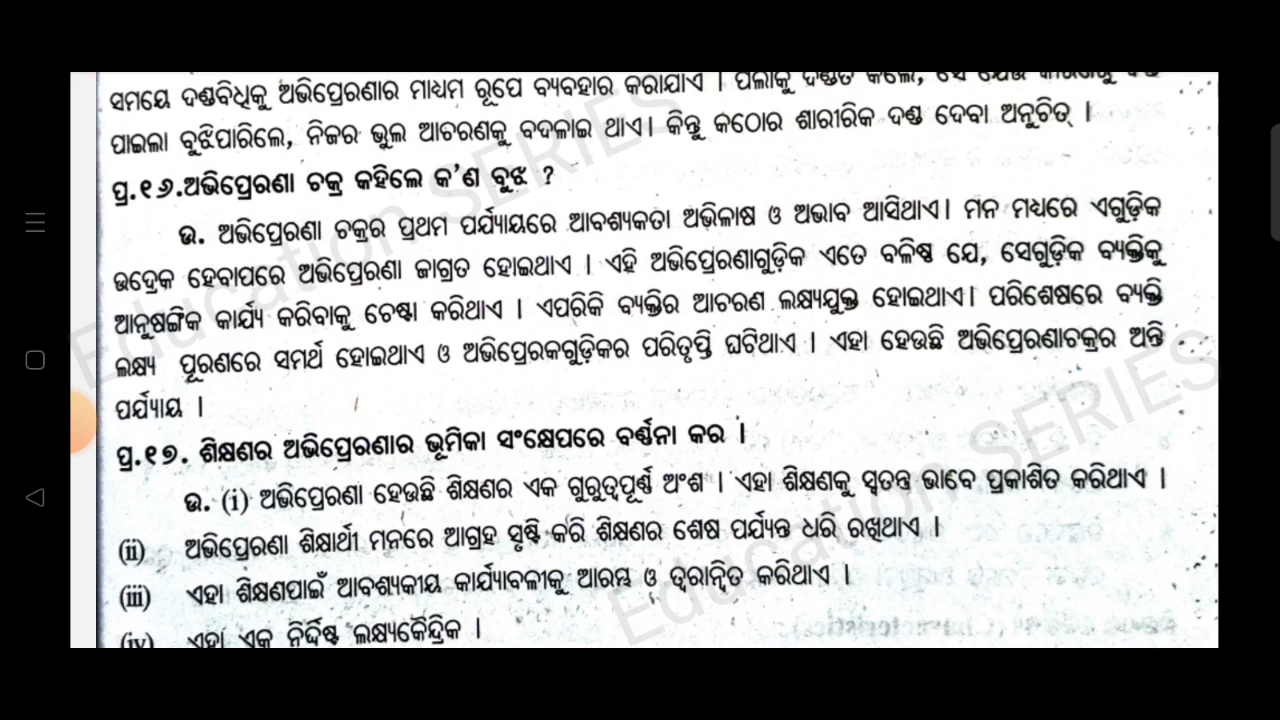 ସମୟେ ଦଣ୍ଡବିଧିକୁ ଅଭିପ୍ରେରଣାର ମାଧ୍ୟମ ରୂପେ ବ୍ୟବହାର କରାଯାଏ । ପିଲାକୁ ଦଣ୍ଡିତ କଲେ, ସେ ଯେଉଁ
ପାଇଲା ବୁଝିପାରିଲେ, ନିଜର ଭୁଲ ଆଚରଣକୁ ବଦଳାଇ ଥାଏ। କିନ୍ତୁ କଠୋର ଶାରୀରିକ ଦଣ୍ଡ ଦେବା ଅନୁଚିତ୍ ।
ପ୍ର.୧୬.ଅଭିପ୍ରେରଣା ଚକ୍ର କହିଲେ କ'ଣ ବୁଝ ?
ଉ. ଅଭିପ୍ରେରଣା ଚକ୍ରର ପ୍ରଥମ ପର୍ଯ୍ୟାୟରେ ଆବଶ୍ୟକତା ଅଭିଳାଷ ଓ ଅଭାବ ଆସିଥାଏ। ମନ ମଧ୍ୟରେ ଏଗୁଡ଼ିକ
ଉଦ୍ରେକ ହେବାପରେ ଅଭିପ୍ରେରଣା ଜାଗ୍ରତ ହୋଇଥାଏ । ଏହି ଅଭିପ୍ରେରଣାଗୁଡ଼ିକ ଏତେ ବଳିଷ୍ଠ ଯେ, ସେଗୁଡ଼ିକ ବ୍ୟକ୍ତିକୁ
ଆନୁଷଙ୍ଗିକ କାର୍ଯ୍ୟ କରିବାକୁ ଚେଷ୍ଟା କରିଥାଏ । ଏପରିକି ବ୍ୟକ୍ତିର ଆଚରଣ ଲକ୍ଷ୍ୟଯୁକ୍ତ ହୋଇଥାଏ। ପରିଶେଷରେ ବ୍ୟକ୍ତି
ଲକ୍ଷ୍ୟ ପୂରଣରେ ସମର୍ଥ ହୋଇଥାଏ ଓ ଅଭିପ୍ରେରକଗୁଡ଼ିକର ପରିତୃପ୍ତି ଘଟିଥାଏ । ଏହା ହେଉଛି ଅଭିପ୍ରେରଣାଚକ୍ରର ଅନ୍ତି
ପର୍ଯ୍ୟାୟ ।
ପ୍ର.୧୭. ଶିକ୍ଷଣର ଅଭିପ୍ରେରଣାର ଭୂମିକା ସଂକ୍ଷେପରେ ବର୍ଣ୍ଣନା କର ।
ଉ. (i) ଅଭିପ୍ରେରଣା ହେଉଛି ଶିକ୍ଷଣର ଏକ ଗୁରୁତ୍ୱପୂର୍ଣ୍ଣ ଅଂଶ । ଏହା ଶିକ୍ଷଣକୁ ସ୍ୱତନ୍ତ୍ର ଭାବେ ପ୍ରକାଶିତ କରିଥାଏ ।
(ii) ଅଭିପ୍ରେରଣା ଶିକ୍ଷାର୍ଥୀ ମନରେ ଆଗ୍ରହ ସୃଷ୍ଟି କରି ଶିକ୍ଷଣର ଶେଷ ପର୍ଯ୍ୟନ୍ତ ଧରି ରଖିଥାଏ ।
(iii) ଏହା ଶିକ୍ଷଣପାଇଁ ଆବଶ୍ୟକୀୟ କାର୍ଯ୍ୟାବଳୀକୁ ଆରମ୍ଭ ଓ ତ୍ୱରାନ୍ୱିତ କରିଥାଏ ।
(iv) ଏହା ଏକ ନିର୍ଦ୍ଦିଷ୍ଟ ଲକ୍ଷ୍ୟକୈନ୍ଦ୍ରିକ ।
Education SERIES
Education SERIES